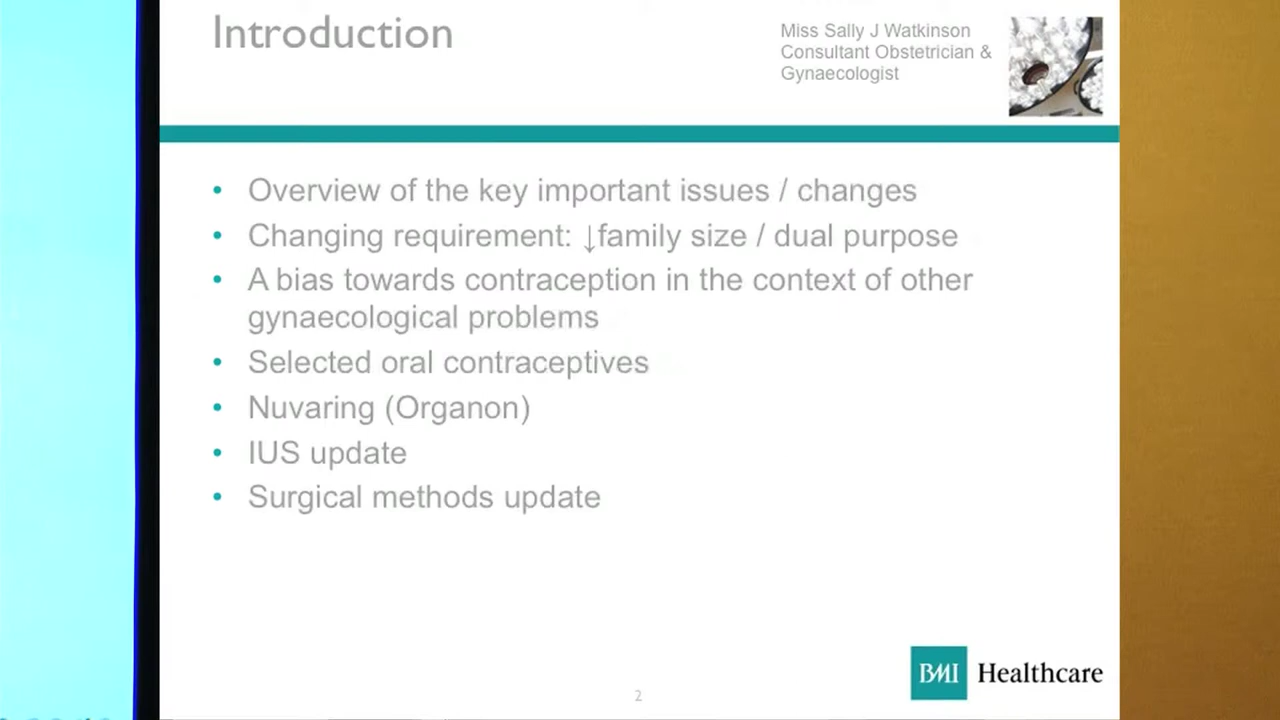 Introduction
Miss Sally J Watkinson
Consultant Obstetrician &
Gynaecologist
• Overview of the key important issues / changes
• Changing requirement: ↓family size / dual purpose
• A bias towards contraception in the context of other
gynaecological problems
• Selected oral contraceptives
• Nuvaring (Organon)
• IUS update
• Surgical methods update
BMI Healthcare
2